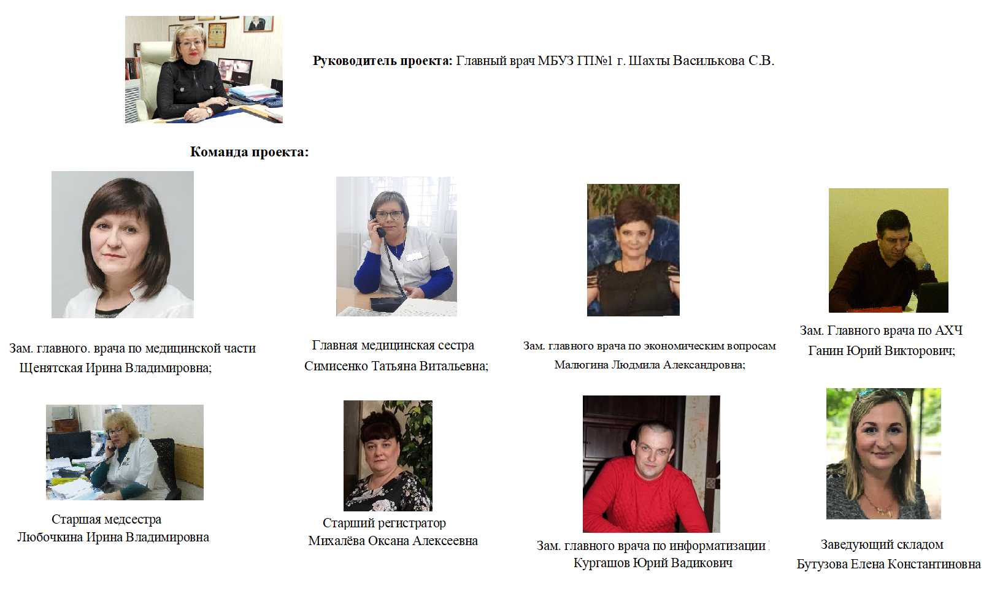 Руководитель проекта: Главный врач МБУЗ ГП№1 г. Шахты Василькова С.В.
Команда проекта:
Зам. главного. врача по медицинской части
Щенятская Ирина Владимировна;
Главная медицинская сестра
Симисенко Татьяна Витальевна;
Зам. главного врача по экономическим вопросам
Малюгина Людмила Александровна;
Зам. Главного врача по АХЧ
Ганин Юрий Викторович;
Старшая медсестра
Любочкина Ирина Владимировна
Старший регистратор
Михалёва Оксана Алексеевна
Зам. главного врача по информатизации
Кургашов Юрий Вадикович
Заведующий складом
Бутузова Елена Константиновна